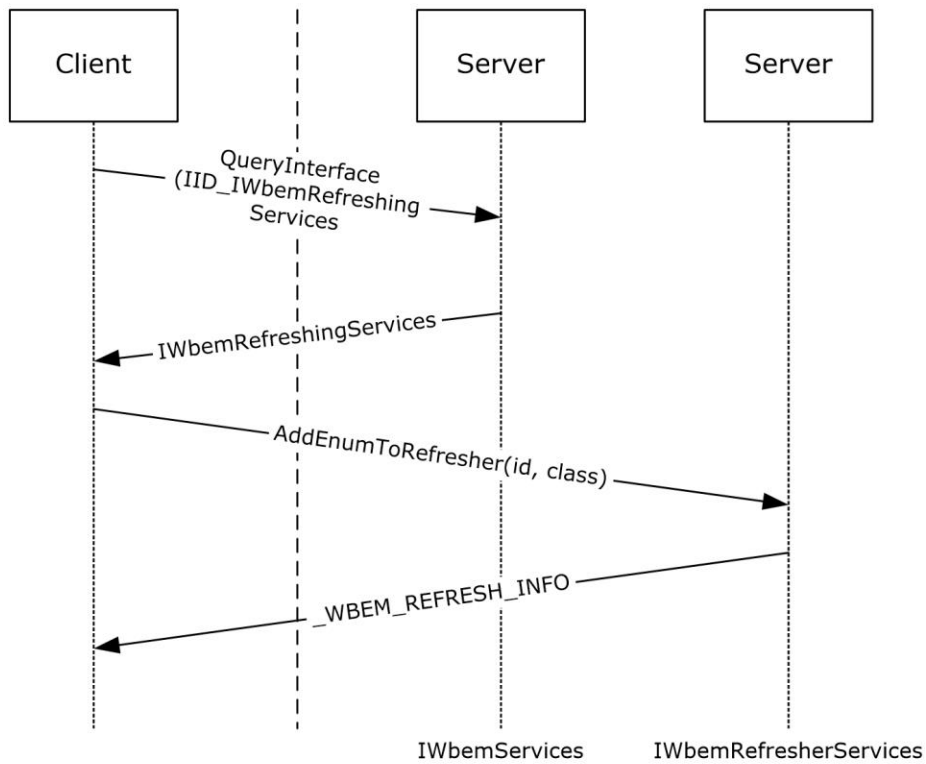 Client
Server
Server
QueryInterface
(IID_IWbemRefreshing
Services
IWbemRefreshingServices
AddEnumToRefresher(id, class)
_WBEM_REFRESH_INFO
IWbemServices
IWbemRefresherServices